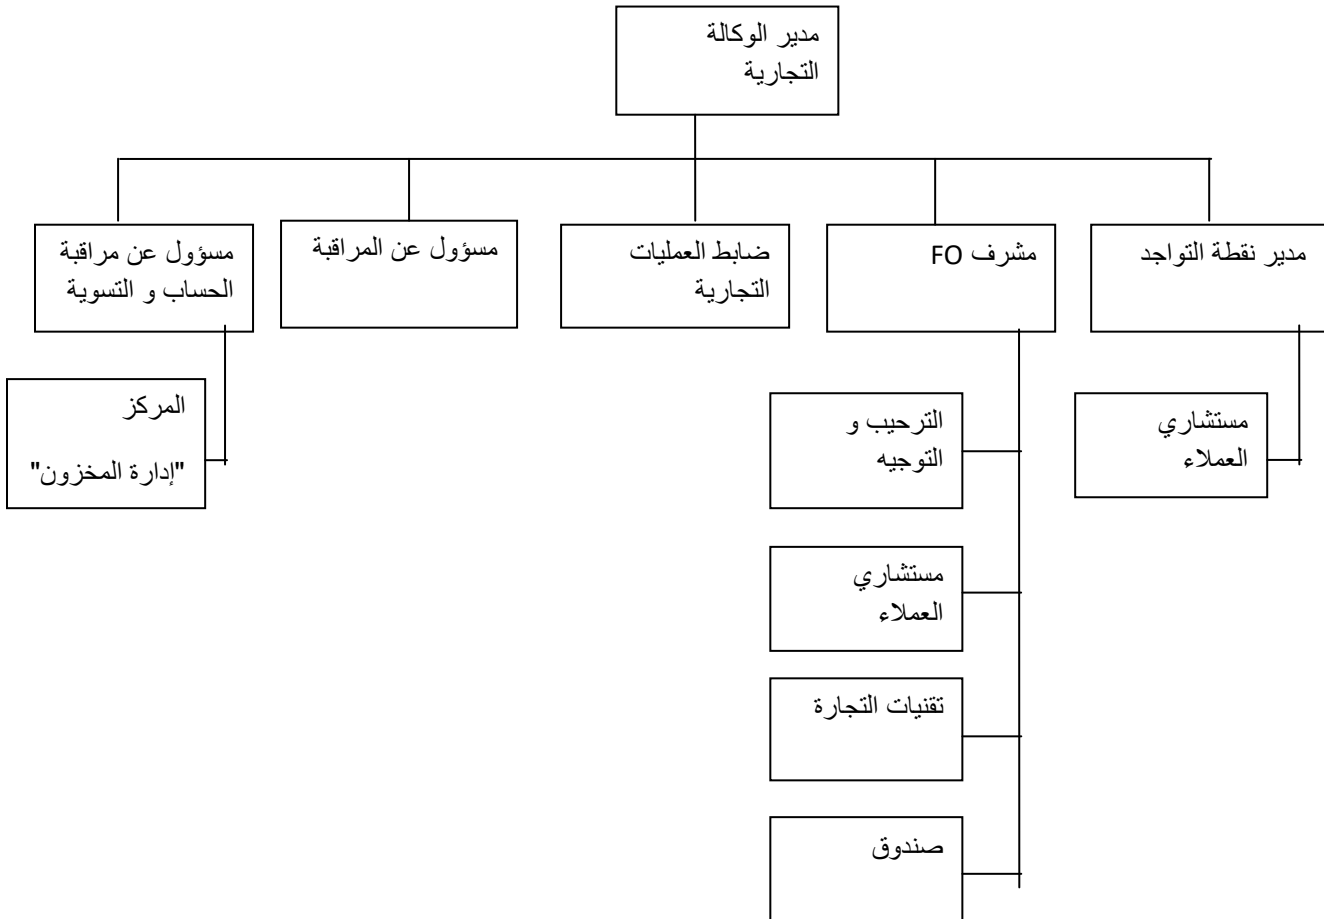 مدير الوكالة
التجارية
مدير نقطة التواجد
مشرف FO
ضابط العمليات
التجارية
مسؤول عن المراقبة
مسؤول عن مراقبة
الحساب و التسوية
مستشاري
العملاء
الترحيب و
التوجيه
مستشاري
العملاء
تقنيات التجارة
صندوق
المركز
"إدارة المخزون"